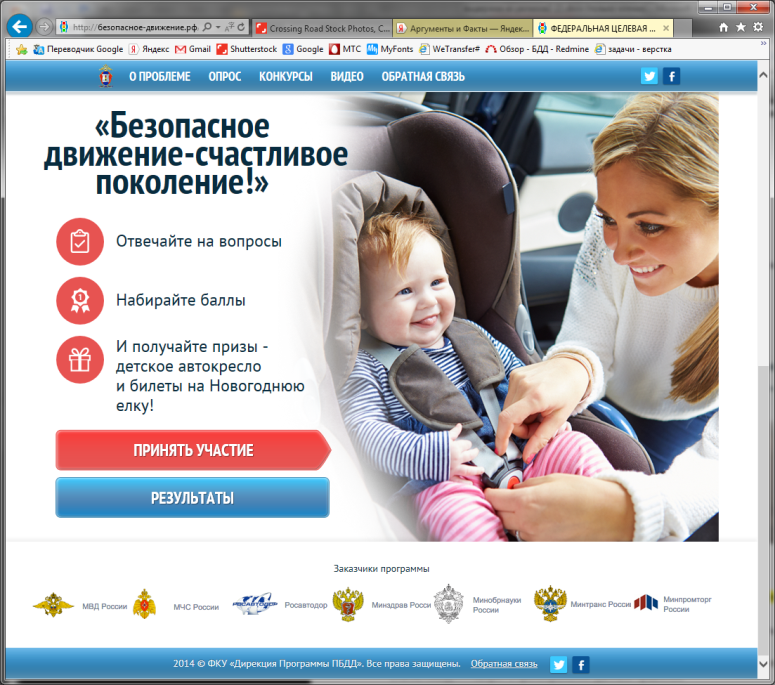 http://безопасное-движение.рф
Crossing Road Stock Photos, C...
Аргументы и Факты — Яндек...
ФЕДЕРАЛЬНАЯ ЦЕЛЕВАЯ ...
Переводчик Google
Яндекс
Gmail
Shutterstock
Google
МТС
MyFonts
WeTransfer#
Обзор - БДД - Redmine
задачи - верстка
О ПРОБЛЕМЕ ОПРОС КОНКУРСЫ ВИДЕО ОБРАТНАЯ СВЯЗЬ
«Безопасное
движение-счастливое
поколение!»
Отвечайте на вопросы
Набирайте баллы
И получайте призы -
детское автокресло
и билеты на Новогоднюю
елку!
ПРИНЯТЬ УЧАСТИЕ
РЕЗУЛЬТАТЫ
Заказчики программы
МВД России
МЧС России
РОСАВТОДОР
Росавтодор
Минздрав Росси
Минобрнауки
России
Минтранс Росси
Минпромторг
России
2014 © ФКУ «Дирекция Программы ПБДД». Все права защищены. Обратная связь